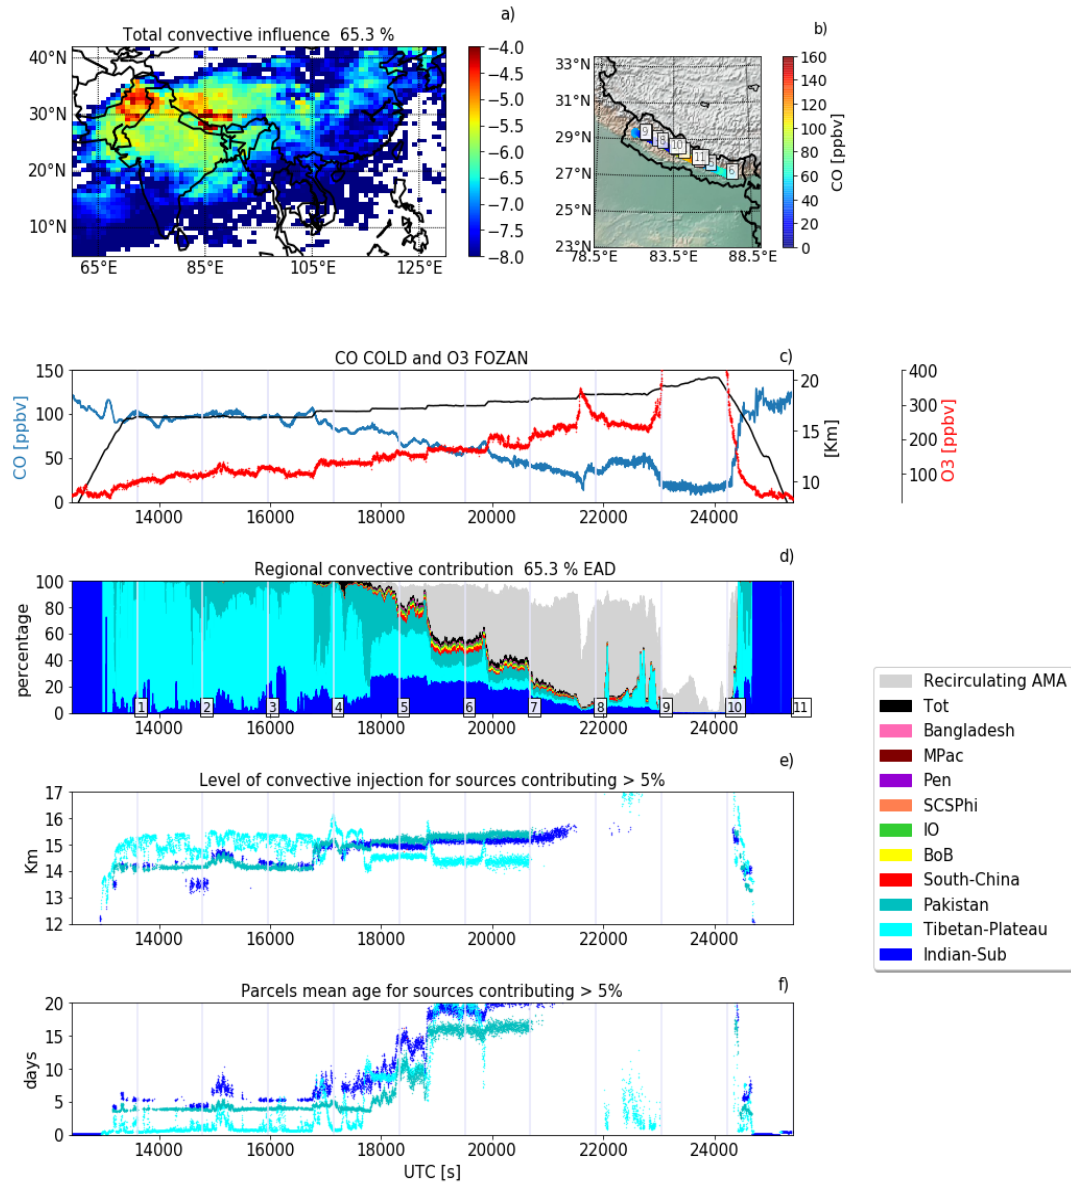 a)
Total convective influence 65.3 %
40°N
30°N
20°N
10°N
65°E 85°E 105°E 125°E
−4.0
−4.5
−5.0
−5.5
−6.0
−6.5
−7.0
−7.5
−8.0
b)
33°N
31°N
29°N
27°N
25°N
23°N
78.5°E 83.5°E 88.5°E
9 8 10 11 6
160
140
120
100
80
60
40
20
0
CO [ppbv]
CO COLD and O3 FOZAN c)
CO [ppbv]
150
100
50
0
20
15
10
[Km]
400
300
200
100
O3 [ppbv]
14000 16000 18000 20000 22000 24000
d)
Regional convective contribution 65.3 % EAD
percentage
100
80
60
40
20
0
1 2 3 4 5 6 7 8 9 10 11
e)
Level of convective injection for sources contributing > 5%
Km
17
16
15
14
13
12
14000 16000 18000 20000 22000 24000
Parcels mean age for sources contributing > 5% f)
days
20
15
10
5
0
14000 16000 18000 20000 22000 24000
UTC [s]
Recirculating AMA
Tot
Bangladesh
MPac
Pen
SCSPhi
IO
BoB
South-China
Pakistan
Tibetan-Plateau
Indian-Sub